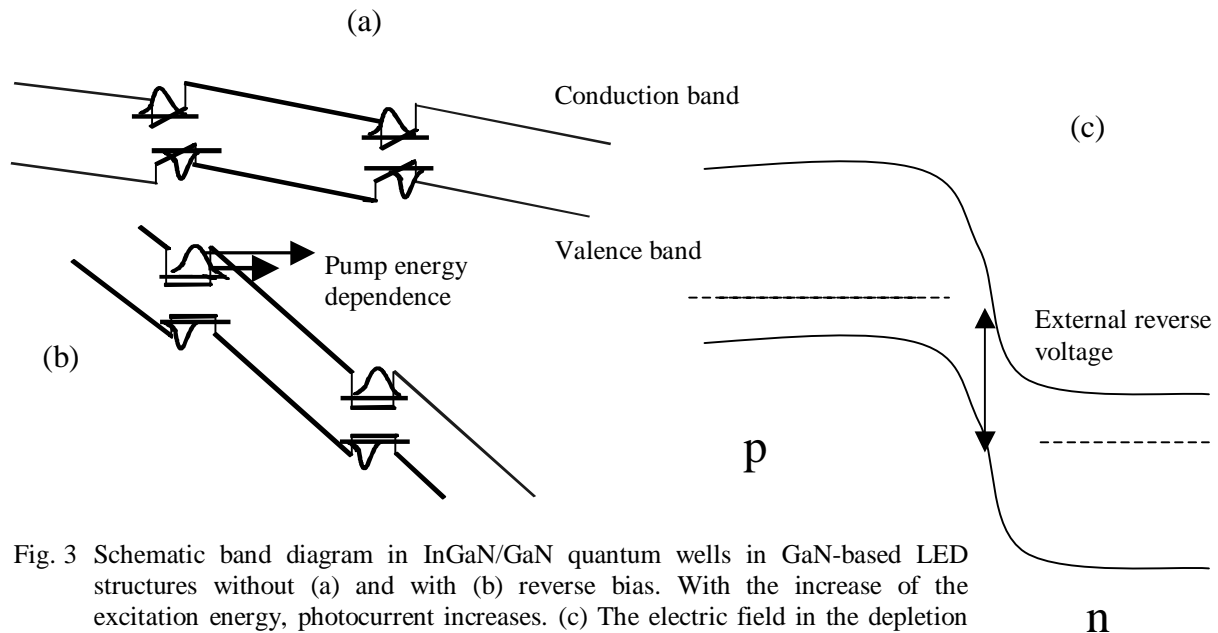 (a)
Conduction band
(c)
Valence band
Pump energy
dependence
External reverse
voltage
(b)
p
Fig. 3 Schematic band diagram in InGaN/GaN quantum wells in GaN-based LED
structures without (a) and with (b) reverse bias. With the increase of the
excitation energy, photocurrent increases. (c) The electric field in the depletion
n